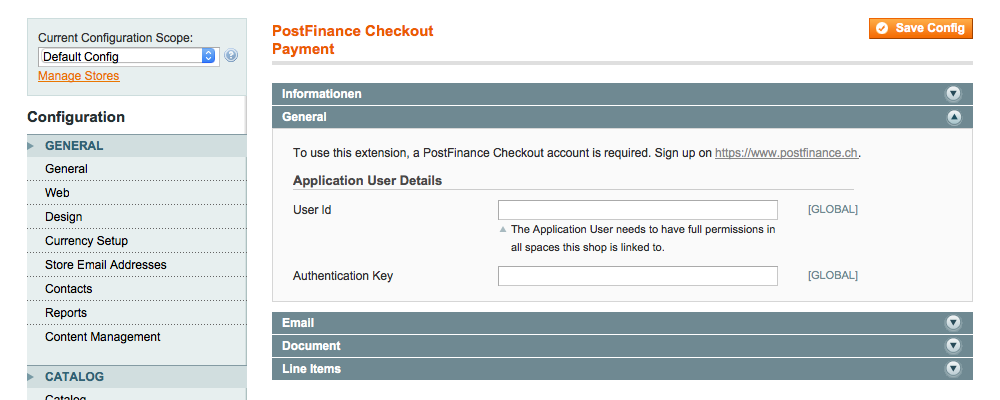 Current Configuration Scope:
Default Config
Manage Stores
Configuration
GENERAL
General
Web
Design
Currency Setup
Store Email Addresses
Contacts
Reports
Content Management
CATALOG
Catalog
PostFinance Checkout
Payment
Save Config
Informationen
General
To use this extension, a PostFinance Checkout account is required. Sign up on https://www.postfinance.ch.
Application User Details
User Id
[GLOBAL]
The Application User needs to have full permissions in
all spaces this shop is linked to.
Authentication Key
[GLOBAL]
Email
Document
Line Items